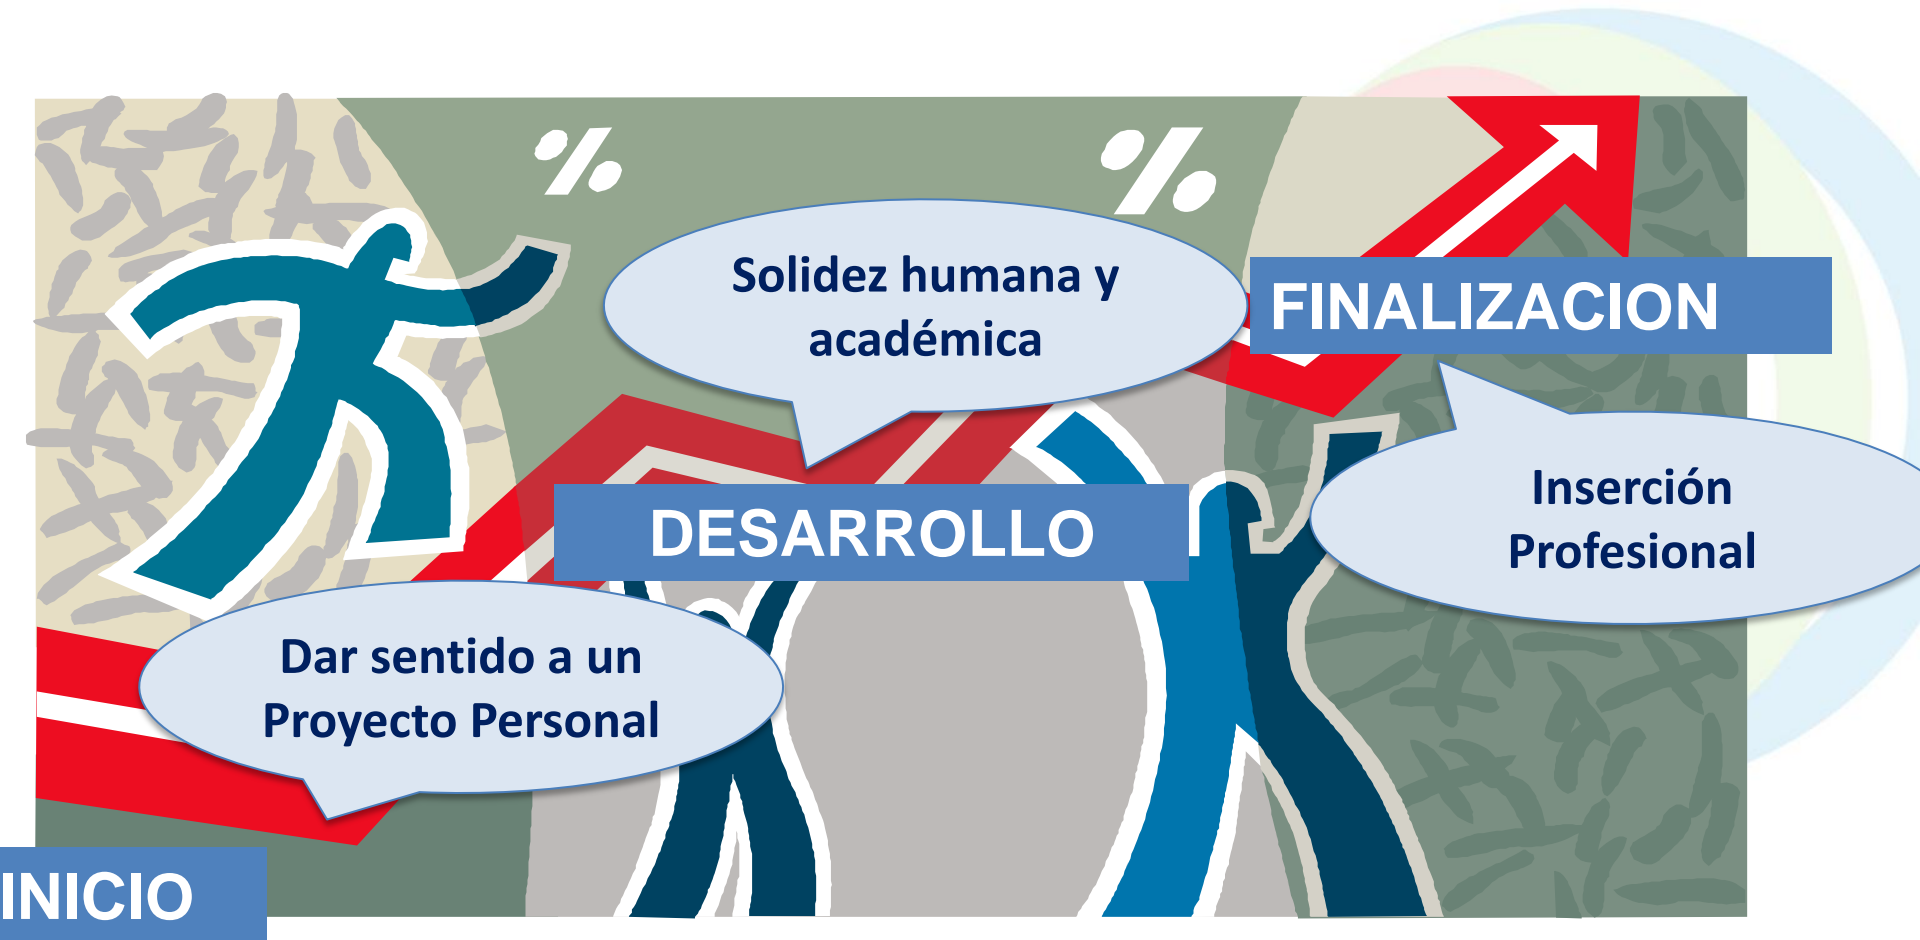 %
%
Solidez humana y
académica
FINALIZACION
Inserción
Profesional
DESARROLLO
Dar sentido a un
Proyecto Personal
INICIO